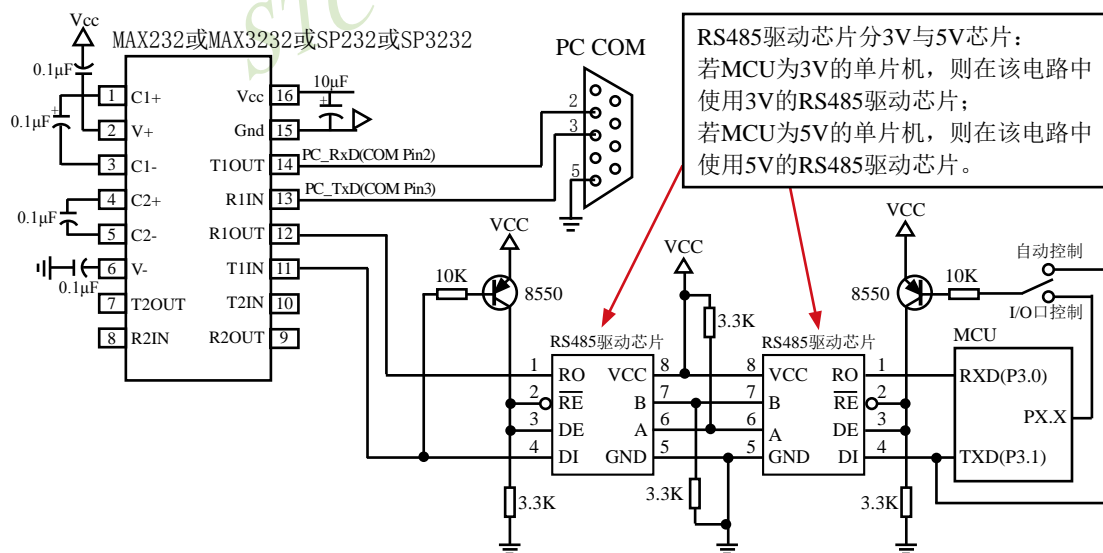 STC
Vcc
MAX232或MAX3232或SP232或SP3232
PC COM
0.1μF
0.1μF
0.1μF
0.1μF
10μF
1 C1+
2 V+
3 C1-
4 C2+
5 C2-
6 V-
7 T2OUT
8 R2IN
Vcc 16
Gnd 15
T1OUT 14
R1IN 13
R1OUT 12
T1IN 11
T2IN 10
R2OUT 9
PC_RxD(COM Pin2)
PC_TxD(COM Pin3)
2
3
5
RS485驱动芯片分3V与5V芯片：
若MCU为3V的单片机，则在该电路中
使用3V的RS485驱动芯片；
若MCU为5V的单片机，则在该电路中
使用5V的RS485驱动芯片。
VCC
10K
8550
VCC
3.3K
VCC
8550
10K
自动控制
I/O口控制
RS485驱动芯片
1 RO
2 RE
3 DE
4 DI
VCC 8
B 7
A 6
GND 5
3.3K
3.3K
RS485驱动芯片
8 VCC
7 B
6 A
5 GND
RO 1
RE 2
DE 3
DI 4
3.3K
MCU
RXD(P3.0)
PX.X
TXD(P3.1)